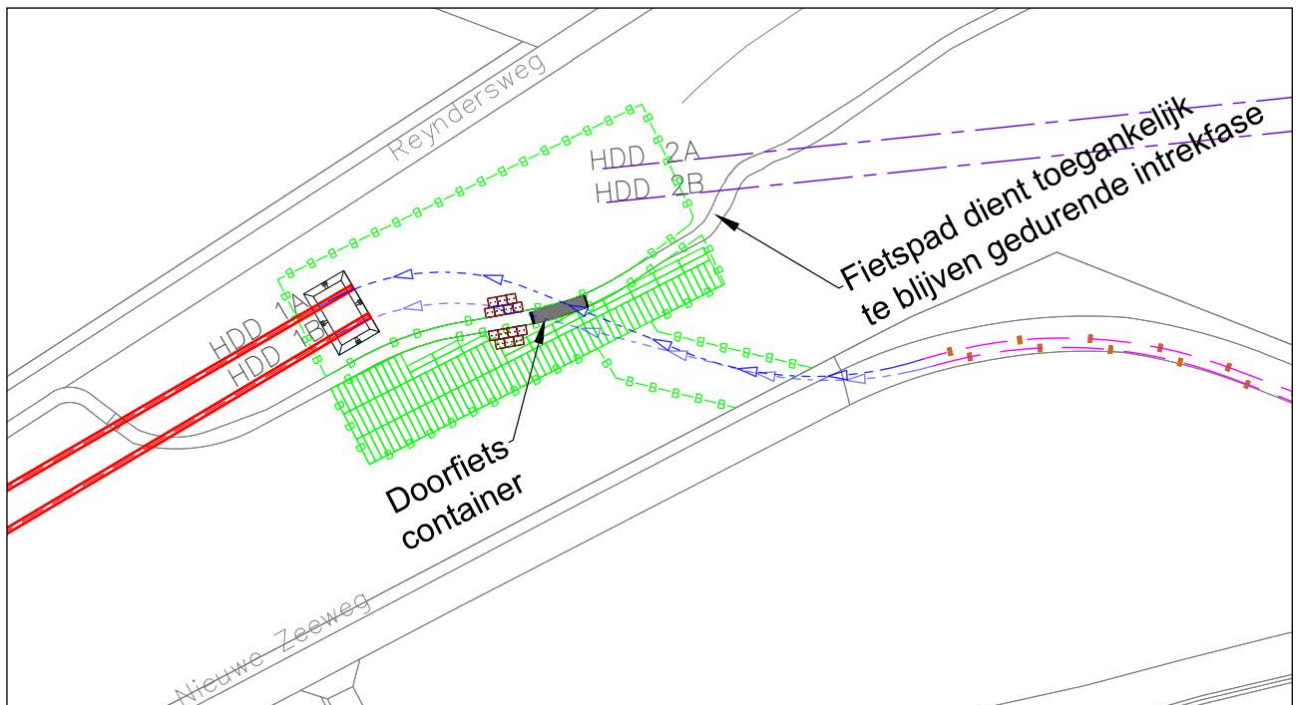 Reyndersweg
HDD 2A
HDD 2B
Fietspad dient toegankelijk
te blijven gedurende intrekfase
HDD 1A
HDD 1B
Doorfiets
container
Nieuwe Zeeweg